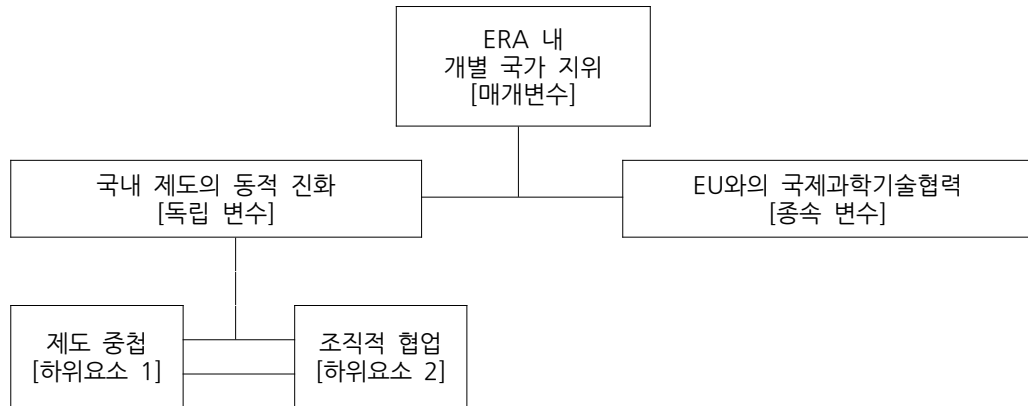 ERA 내
개별 국가 지위
[매개변수]
국내 제도의 동적 진화
[독립 변수]
EU와의 국제과학기술협력
[종속 변수]
제도 중첩
[하위요소 1]
조직적 협업
[하위요소 2]